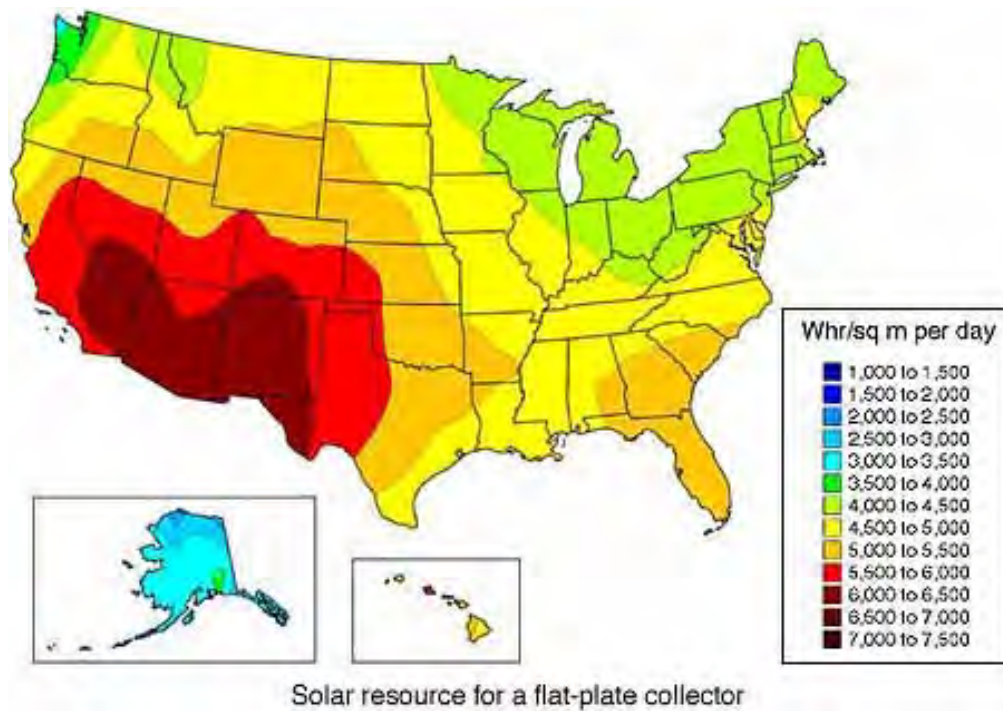 Whr/sq m per day
1,000 to 1,500
1,500 to 2,000
2,000 to 2,500
2,500 to 3,000
3,000 to 3,500
3,500 to 4,000
4,000 to 4,500
4,500 to 5,000
5,000 to 5,500
5,500 to 6,000
6,000 to 6,500
6,500 to 7,000
7,000 to 7,500
Solar resource for a flat-plate collector